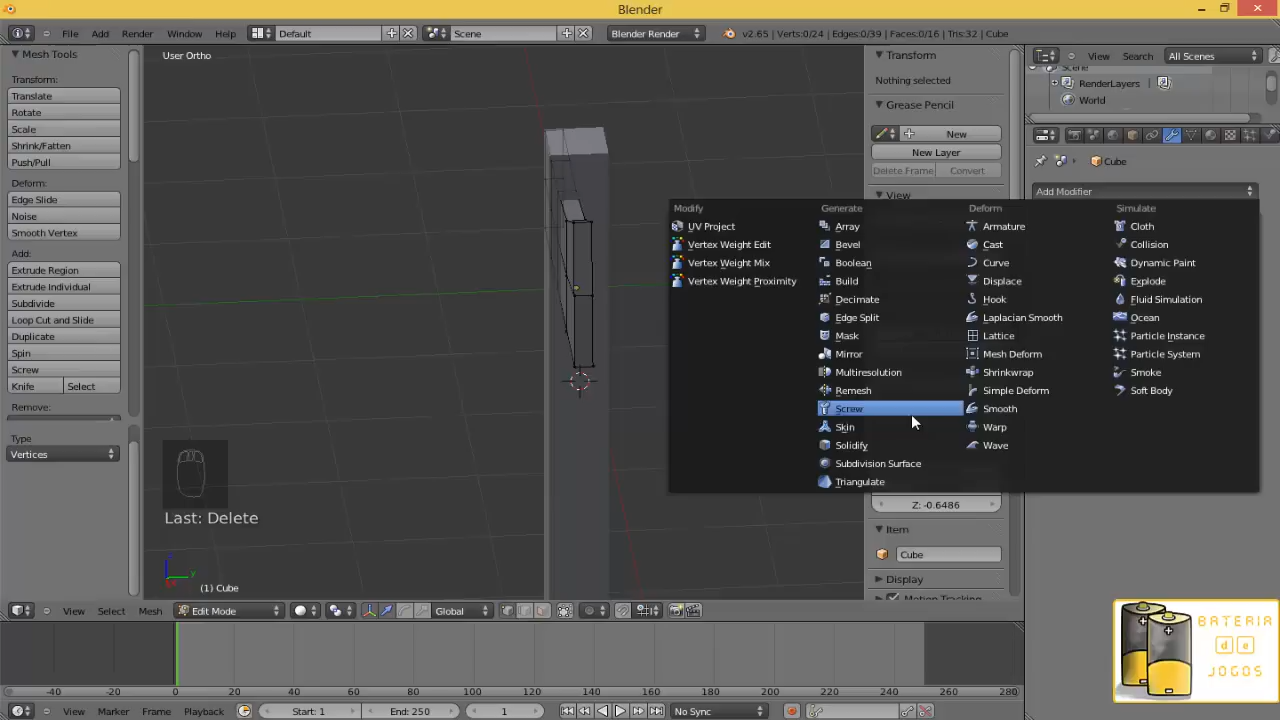 Blender
File Add Render Window Help Default Scene Blender Render v2.65 | Verts:0/24 | Edges:0/39 | Faces:0/16 | Tris:32 | Cube
View Search All Scenes
Mesh Tools
User Ortho
Transform
Scene
Transform:
Nothing selected
RenderLayers
Translate
World
Rotate
Grease Pencil
Scale
New
Shrink/Fatten
New Layer
Push/Pull
Delete Frame Convert
Cube
Deform:
View
Add Modifier
Edge Slide
Noise
Smooth Vertex
Add:
Extrude Region
Extrude Individual
Subdivide
Loop Cut and Slide
Duplicate
Spin
Screw
Knife Select
Remove:
Type
Vertices
Modify
UV Project
Vertex Weight Edit
Vertex Weight Mix
Vertex Weight Proximity
Generate
Array
Bevel
Boolean
Build
Decimate
Edge Split
Mask
Mirror
Multiresolution
Remesh
Screw
Skin
Solidify
Subdivision Surface
Triangulate
Deform
Armature
Cast
Curve
Displace
Hook
Laplacian Smooth
Lattice
Mesh Deform
Shrinkwrap
Simple Deform
Smooth
Warp
Wave
Simulate
Cloth
Collision
Dynamic Paint
Explode
Fluid Simulation
Ocean
Particle Instance
Particle System
Smoke
Soft Body
Last: Delete
Z: -0.6486
Item
Cube
Display
Motion Tracking
(1) Cube
View Select Mesh Edit Mode Global
BATERIA
de
JOGOS
-40 -20 0 20 40 60 80 100 120 140 160 180 200 220 240 260 280
View Marker Frame Playback Start: 1 End: 250 1 No Sync